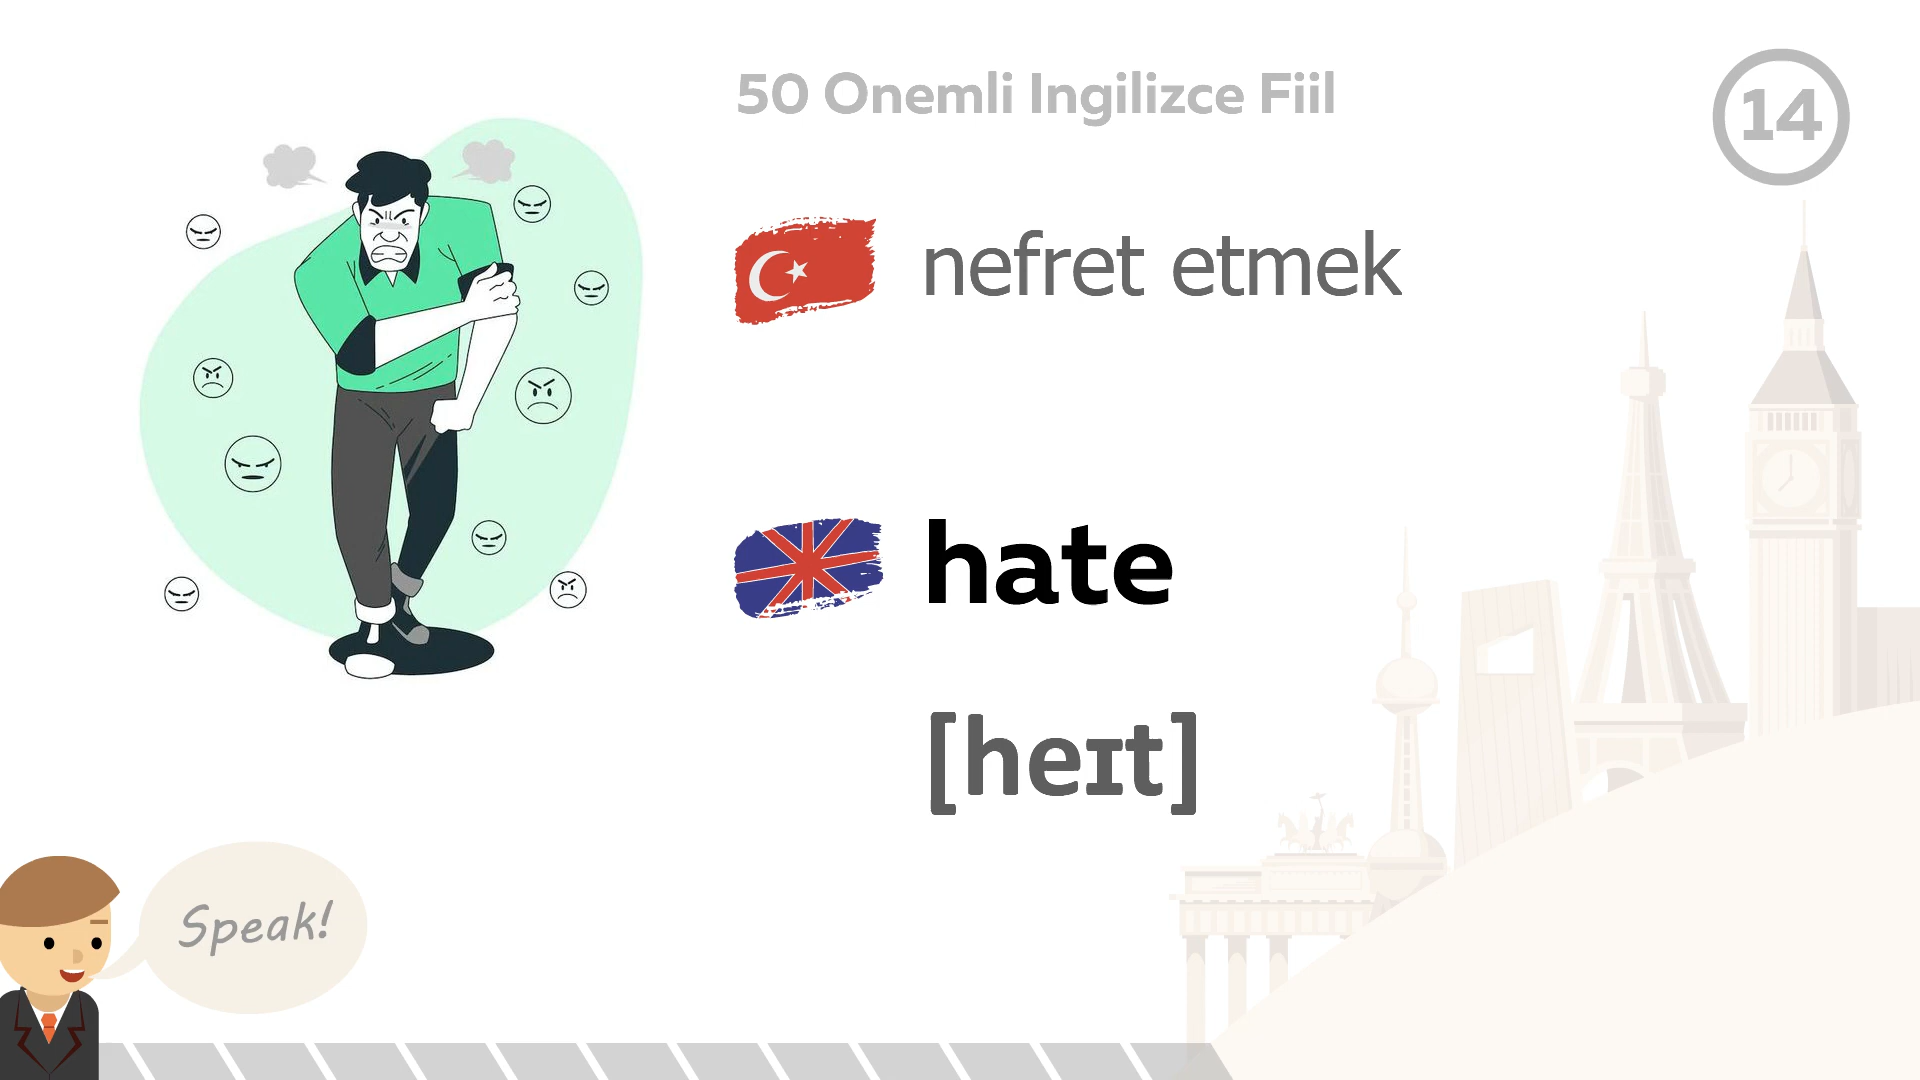 50 Onemli Ingilizce Fiil
14
nefret etmek
hate
[heɪt]
Speak!